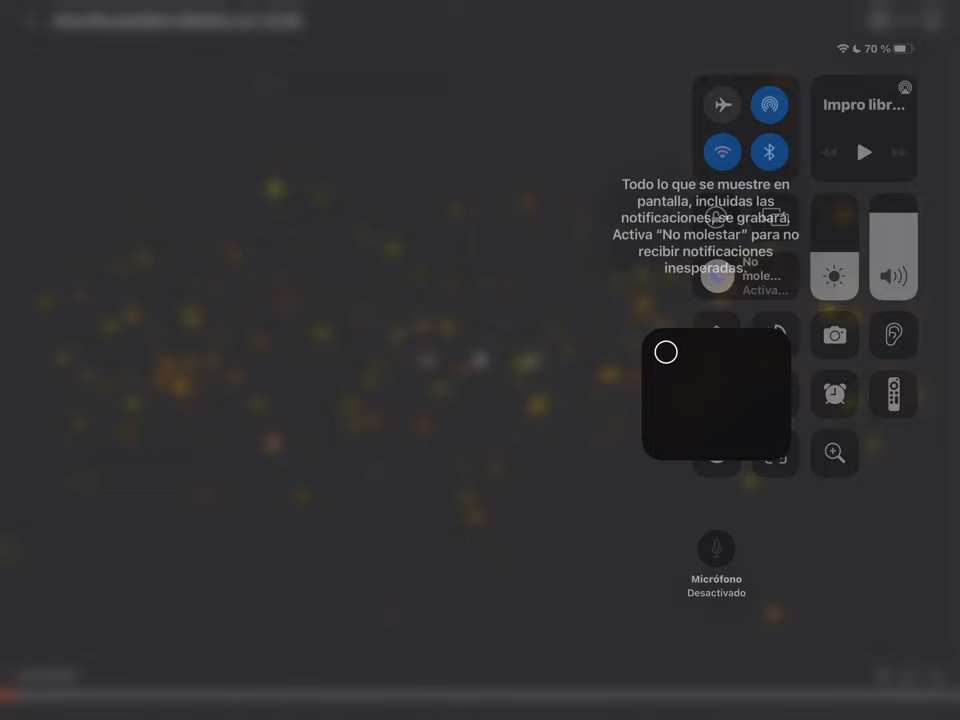 70 %
Impro libr...
Todo lo que se muestre en
pantalla, incluidas las
notificaciones, se grabará.
Activa “No molestar” para no
recibir notificaciones
inesperadas.
No
mole...
Activa...
Micrófono
Desactivado